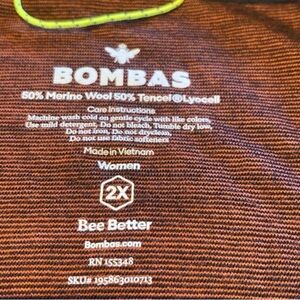 BOMBAS
50% Merino Wool 50% Tencel®Lyocell
Care Instructions
Machine wash cold on gentle cycle with like colors.
Use mild detergent, Do not bleach, Tumble dry low,
Do not iron, Do not dryclean,
Do not use fabric softeners
Made in Vietnam
Women
2X
Bee Better
Bombas.com
RN 155348
SKU# 195863010713